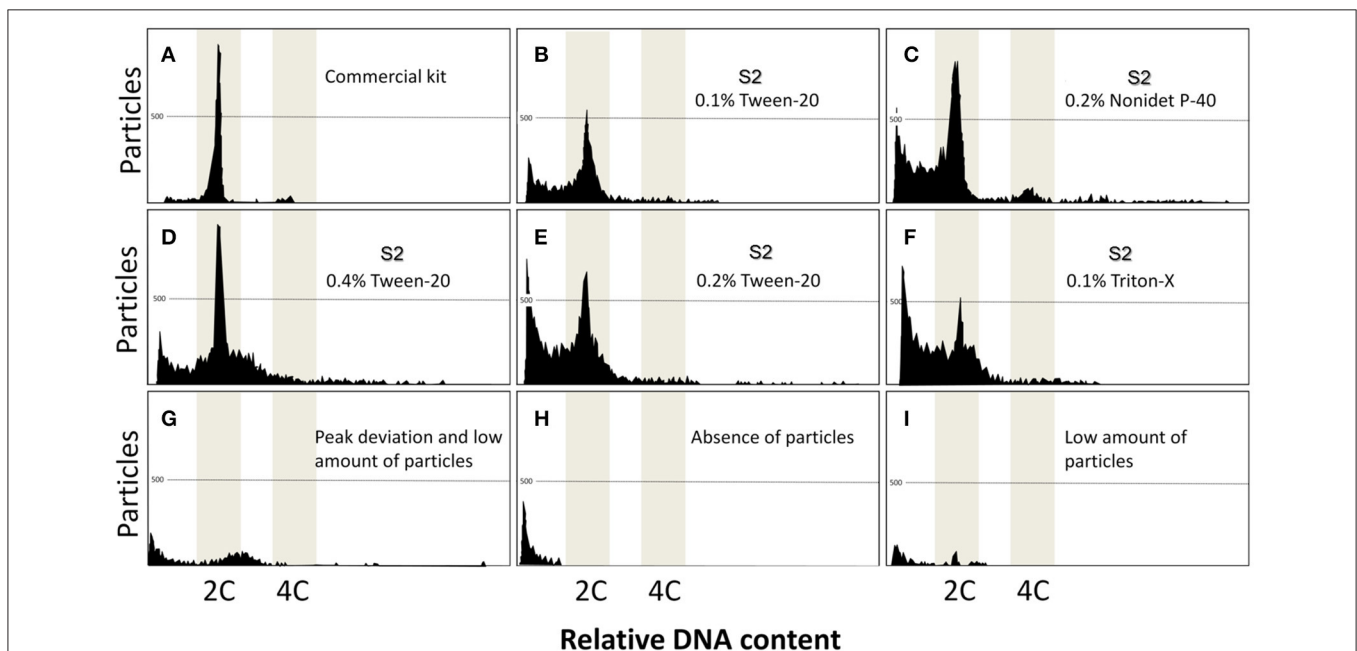 A
Commercial kit
B
S2
0.1% Tween-20
C
S2
0.2% Nonidet P-40
Particles
500
500
500
D
S2
0.4% Tween-20
E
S2
0.2% Tween-20
F
S2
0.1% Triton-X
Particles
500
500
500
G
Peak deviation and low
amount of particles
H
Absence of particles
I
Low amount of
particles
Particles
500
500
500
2C 4C
2C 4C
2C 4C
Relative DNA content